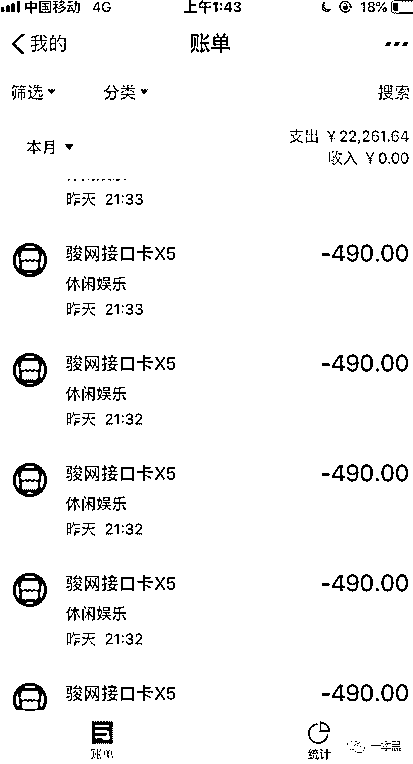 中国移动 4G 上午1:43 18%
我的 账单
筛选 分类 搜索
本月 支出 ¥22,261.64
收入 ¥0.00
昨天 21:33
骏网接口卡X5 -490.00
休闲娱乐
昨天 21:33
骏网接口卡X5 -490.00
休闲娱乐
昨天 21:32
骏网接口卡X5 -490.00
休闲娱乐
昨天 21:32
骏网接口卡X5 -490.00
休闲娱乐
昨天 21:32
骏网接口卡X5 -490.00
账单 统计